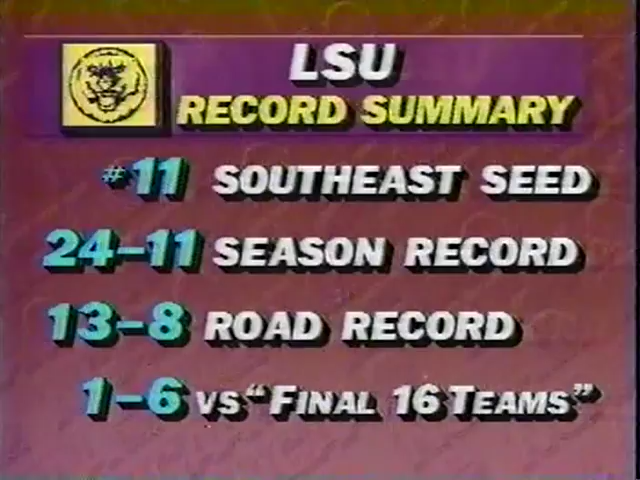 LSU
RECORD SUMMARY
#11 SOUTHEAST SEED
24-11 SEASON RECORD
13-8 ROAD RECORD
1-6 VS "FINAL 16 TEAMS"